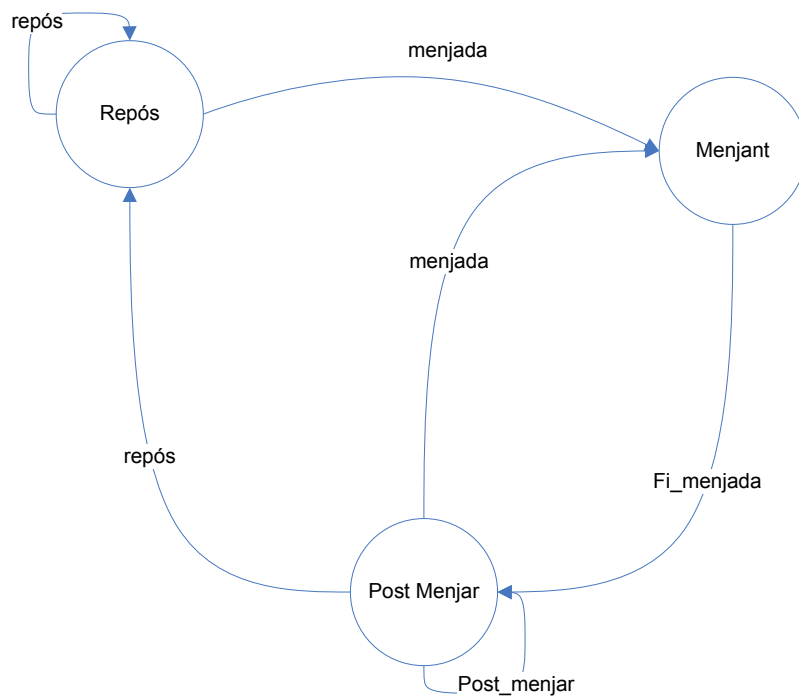 repós
menjada
Repós
Menjant
menjada
repós
Fi_menjada
Post Menjar
Post_menjar